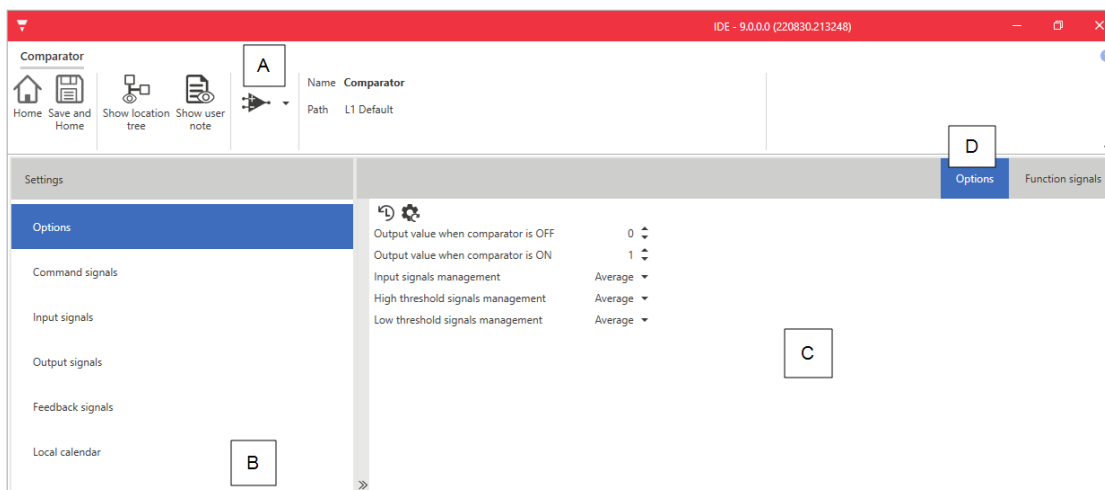 IDE - 9.0.0.0 (220830.213248)
Comparator
A
Home
Save and
Home
Show location
tree
Show user
note
Name Comparator
Path L1 Default
D
Settings
Options
Function signals
Options
Command signals
Input signals
Output signals
Feedback signals
Local calendar
B
Output value when comparator is OFF 0
Output value when comparator is ON 1
Input signals management Average
High threshold signals management Average
Low threshold signals management Average
C